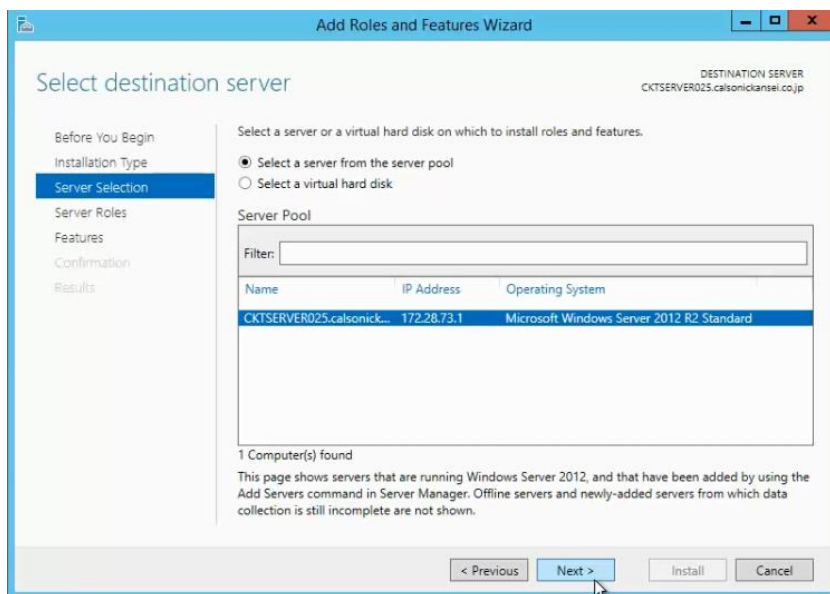 Add Roles and Features Wizard
Select destination server
DESTINATION SERVER
CKTSERVER025.calsonickansei.co.jp
Before You Begin
Installation Type
Server Selection
Server Roles
Features
Confirmation
Results
Select a server or a virtual hard disk on which to install roles and features.
Select a server from the server pool
Select a virtual hard disk
Server Pool
Filter:
Name IP Address Operating System
CKTSERVER025.calsonick... 172.28.73.1 Microsoft Windows Server 2012 R2 Standard
1 Computer(s) found
This page shows servers that are running Windows Server 2012, and that have been added by using the
Add Servers command in Server Manager. Offline servers and newly-added servers from which data
collection is still incomplete are not shown.
< Previous Next > Install Cancel